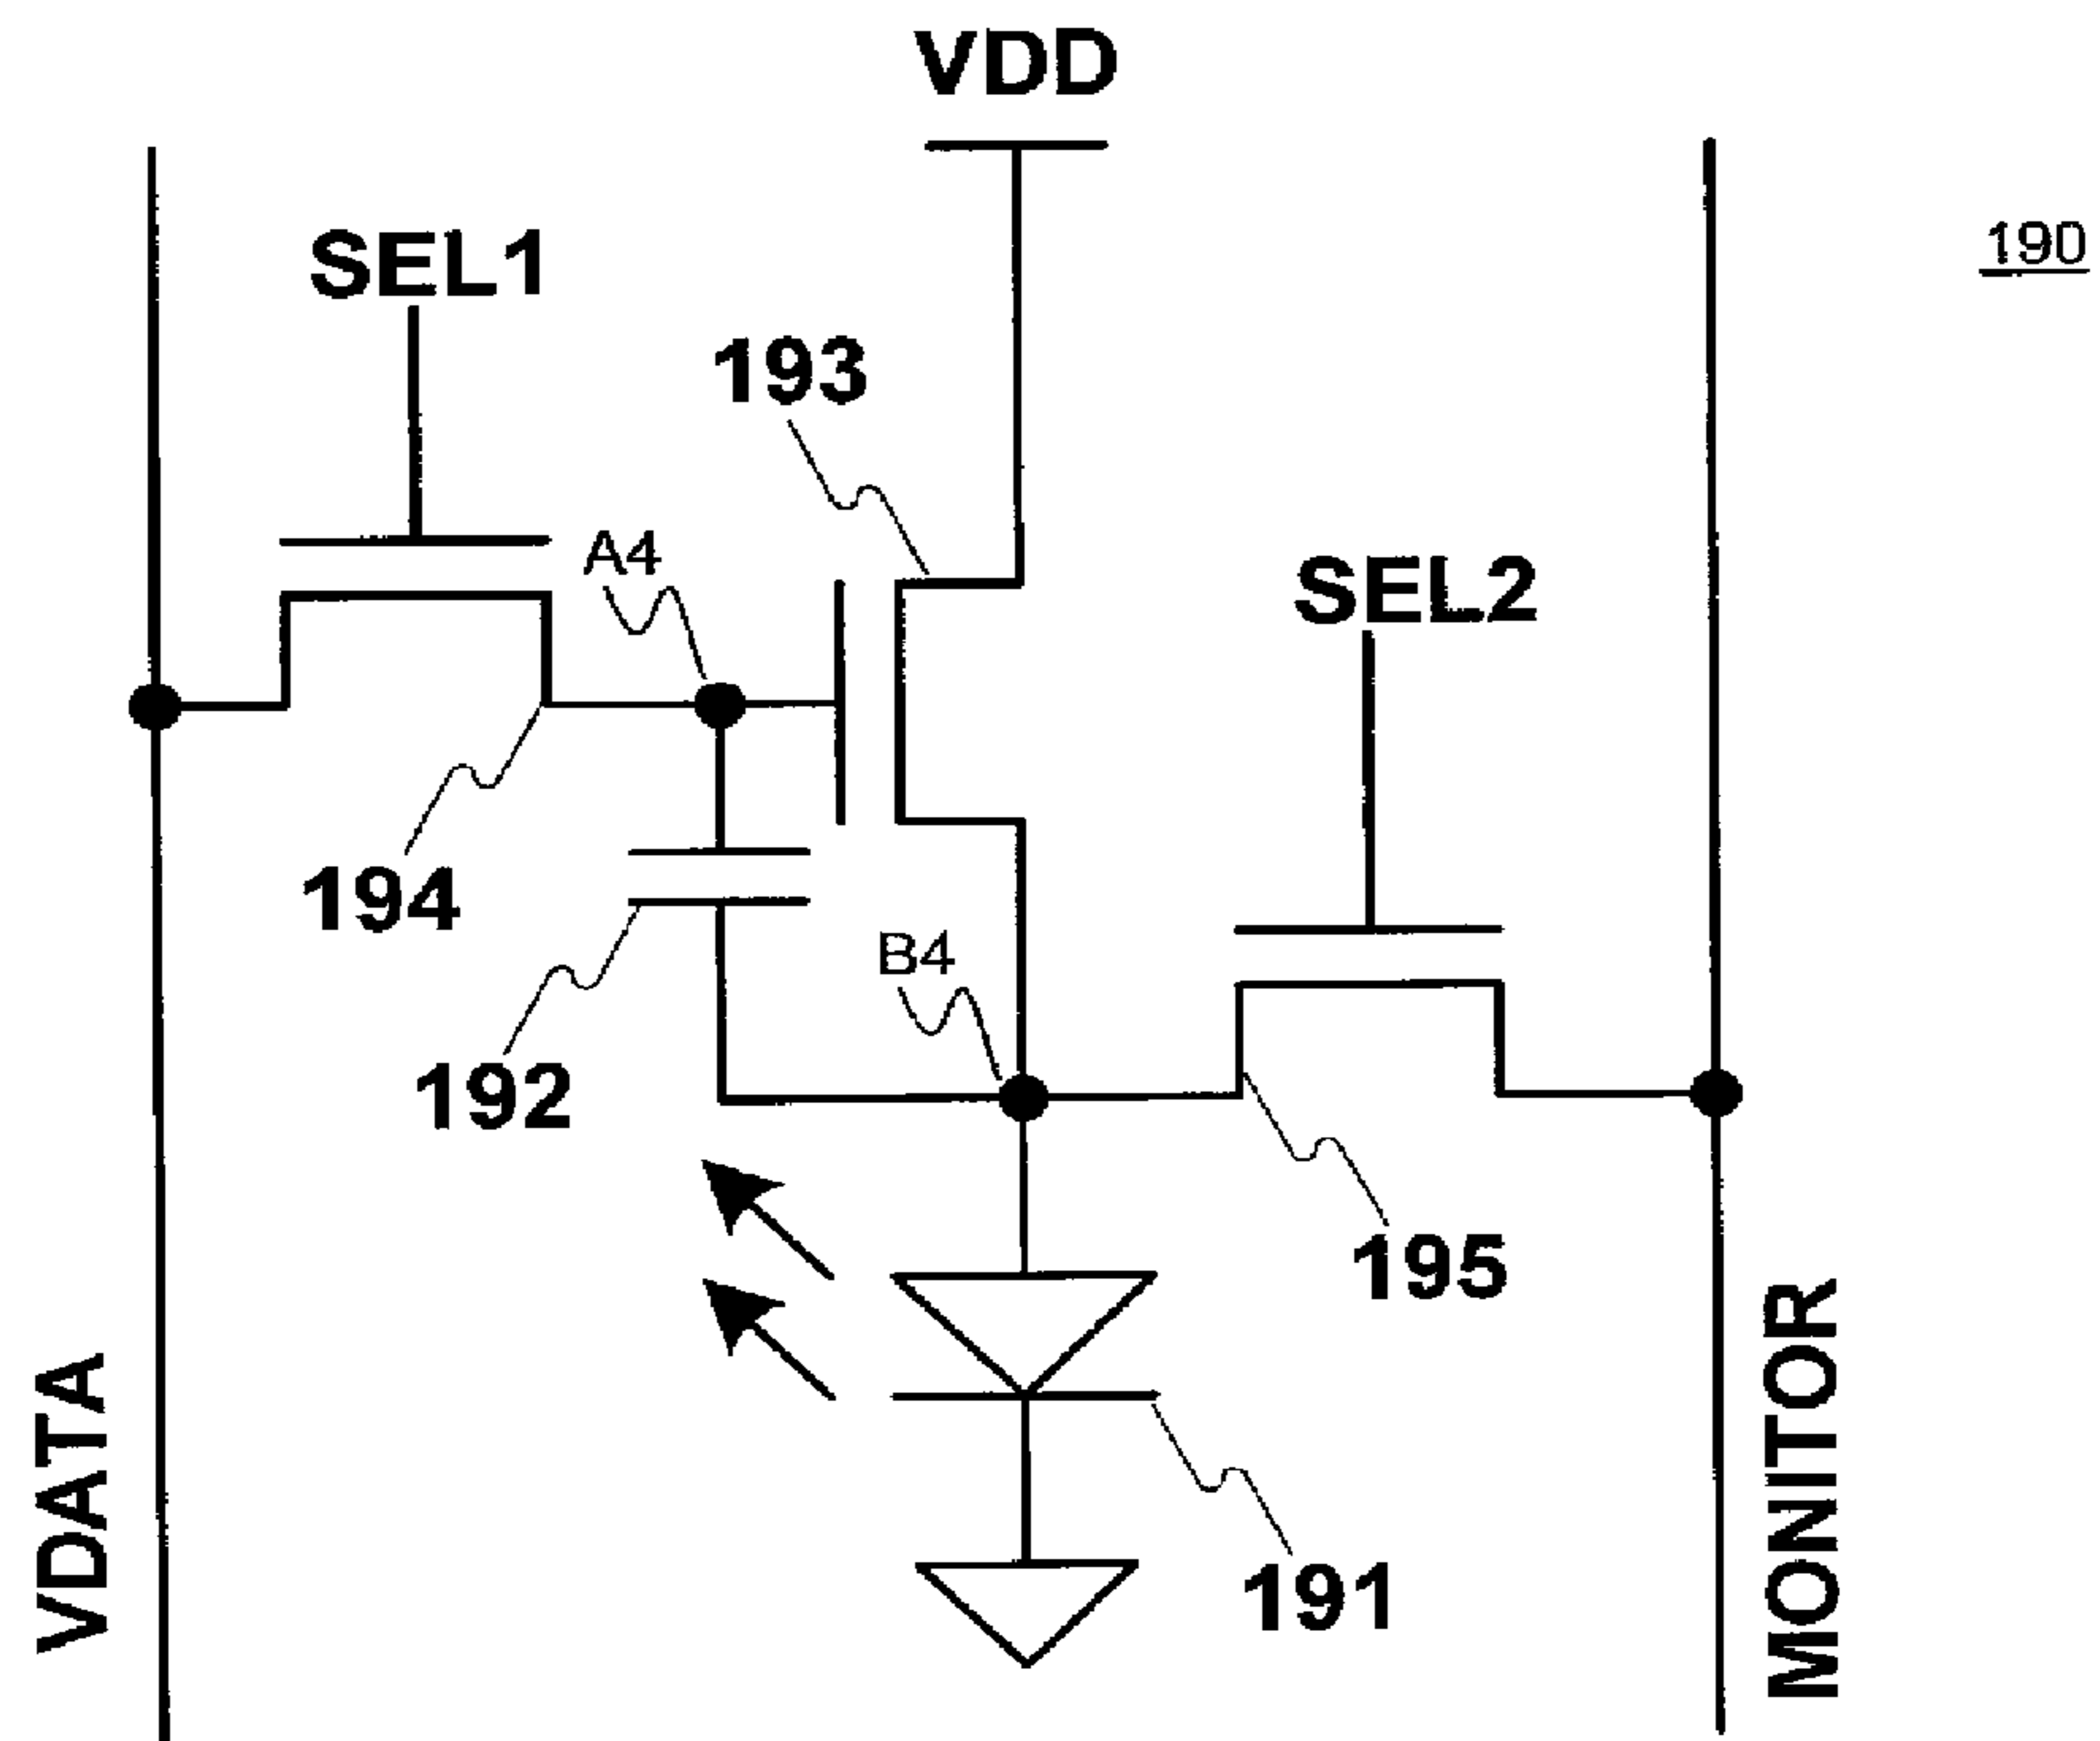 VDD
SEL1
190
193
A4
SEL2
194
B4
192
195
191
VDATA
MONITOR